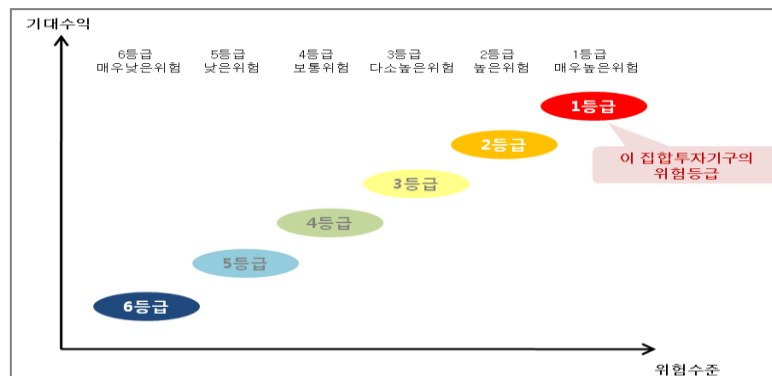 기대수익
6등급 5등급 4등급 3등급 2등급 1등급
매우낮은위험 낮은위험 보통위험 다소높은위험 높은위험 매우높은위험
1등급
2등급
이 집합투자기구의
위험등급
3등급
4등급
5등급
6등급
위험수준